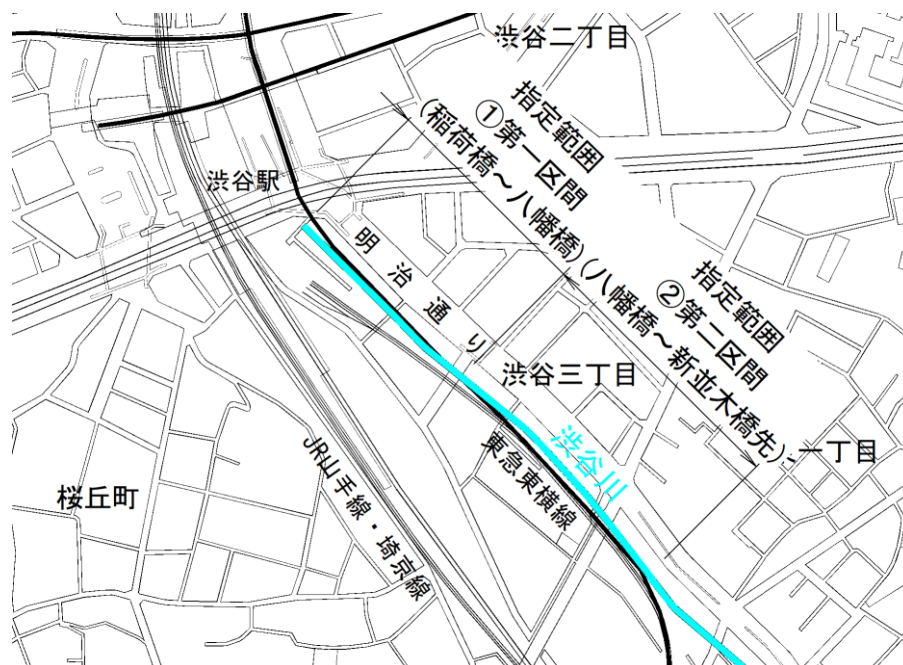 渋谷二丁目
指定範囲
①第一区間
(稲荷橋～八幡橋)
渋谷駅
明治通り
指定範囲
②第二区間
(八幡橋～新並木橋先)
渋谷三丁目
渋谷川
東急東横線
一丁目
JR山手線・埼京線
桜丘町